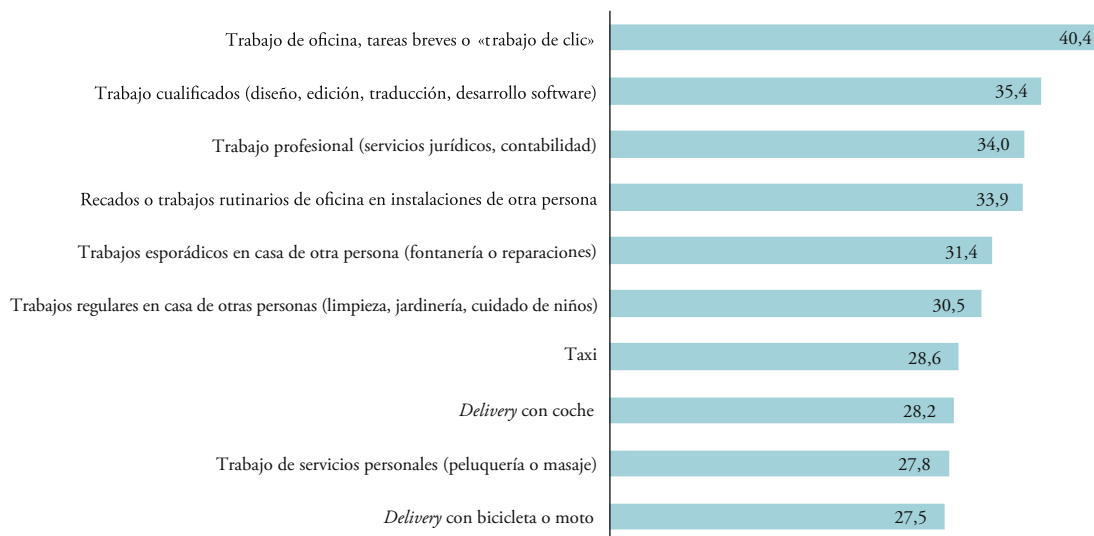 Trabajo de oficina, tareas breves o «trabajo de clic» 40,4
Trabajo cualificados (diseño, edición, traducción, desarrollo software) 35,4
Trabajo profesional (servicios jurídicos, contabilidad) 34,0
Recados o trabajos rutinarios de oficina en instalaciones de otra persona 33,9
Trabajos esporádicos en casa de otra persona (fontanería o reparaciones) 31,4
Trabajos regulares en casa de otras personas (limpieza, jardinería, cuidado de niños) 30,5
Taxi 28,6
Delivery con coche 28,2
Trabajo de servicios personales (peluquería o masaje) 27,8
Delivery con bicicleta o moto 27,5